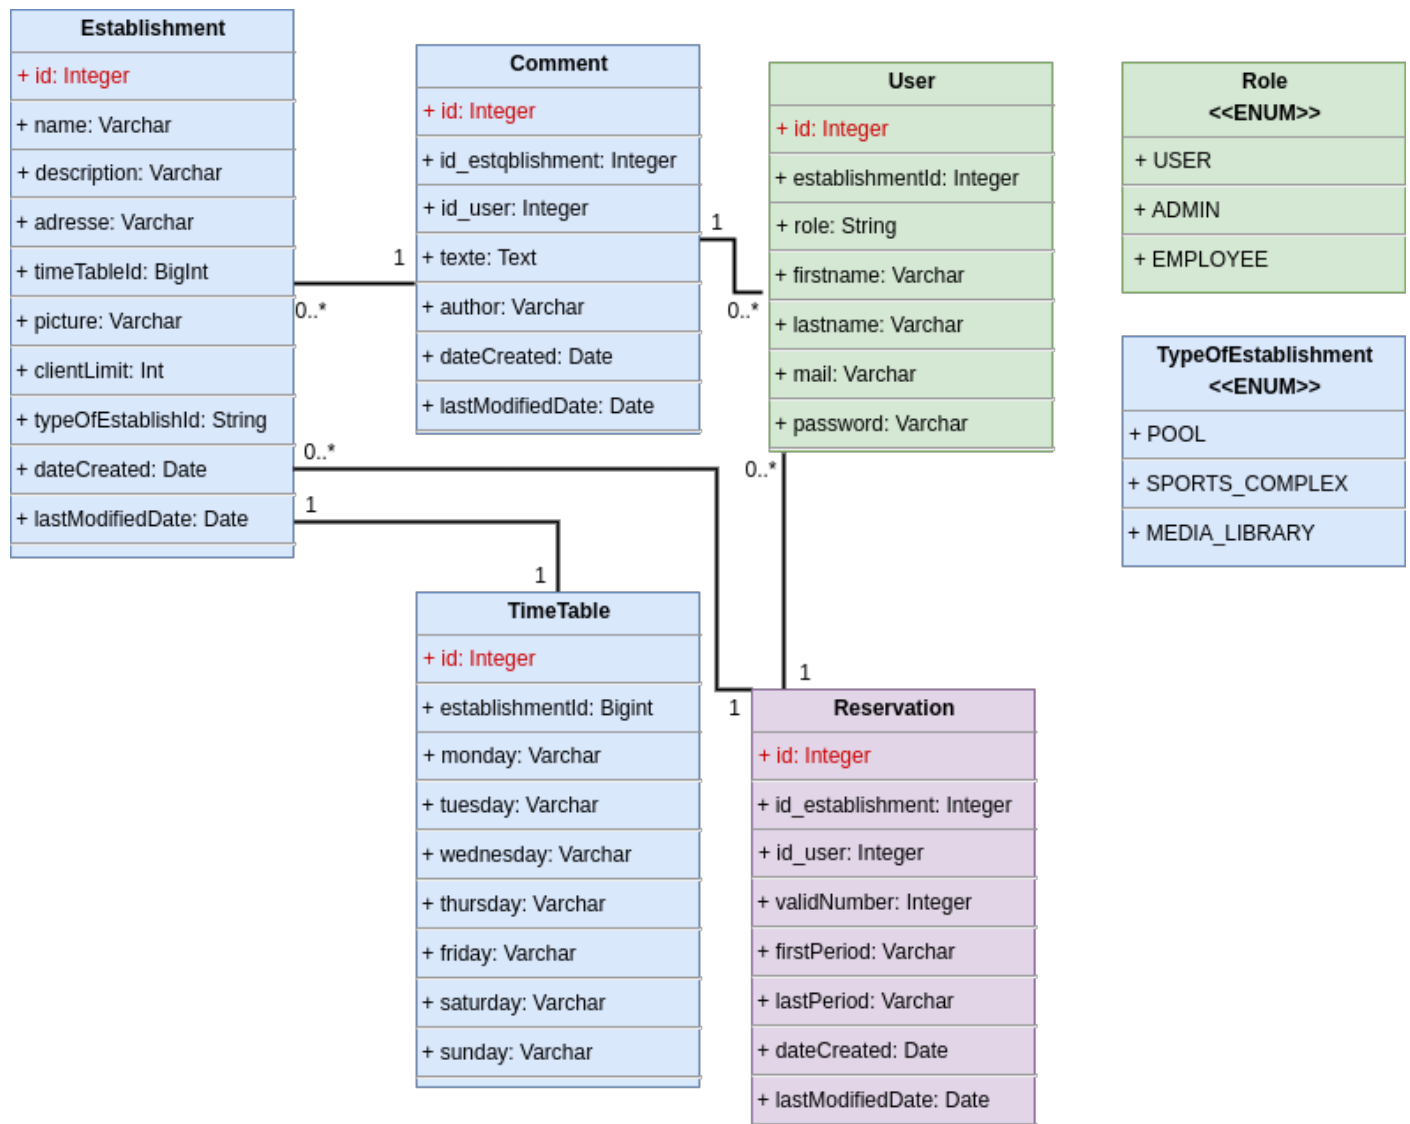 Establishment
+ id: Integer
+ name: Varchar
+ description: Varchar
+ adresse: Varchar
+ timeTableId: BigInt
+ picture: Varchar
+ clientLimit: Int
+ typeOfEstablishId: String
+ dateCreated: Date
+ lastModifiedDate: Date
1
0..*
0..*
1
1
Comment
+ id: Integer
+ id_estqblishment: Integer
+ id_user: Integer
+ texte: Text
+ author: Varchar
+ dateCreated: Date
+ lastModifiedDate: Date
1
0..*
User
+ id: Integer
+ establishmentId: Integer
+ role: String
+ firstname: Varchar
+ lastname: Varchar
+ mail: Varchar
+ password: Varchar
0..*
1
1
Role
<<ENUM>>
+ USER
+ ADMIN
+ EMPLOYEE
TypeOfEstablishment
<<ENUM>>
+ POOL
+ SPORTS_COMPLEX
+ MEDIA_LIBRARY
TimeTable
+ id: Integer
+ establishmentId: Bigint
+ monday: Varchar
+ tuesday: Varchar
+ wednesday: Varchar
+ thursday: Varchar
+ friday: Varchar
+ saturday: Varchar
+ sunday: Varchar
Reservation
+ id: Integer
+ id_establishment: Integer
+ id_user: Integer
+ validNumber: Integer
+ firstPeriod: Varchar
+ lastPeriod: Varchar
+ dateCreated: Date
+ lastModifiedDate: Date